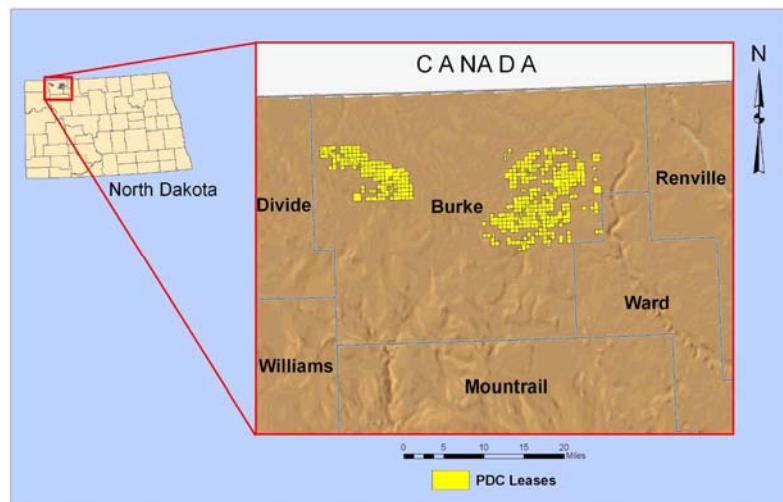 CANADA
N
North Dakota
Divide
Burke
Renville
Ward
Williams
Mountrail
0 5 10 15 20
Miles
PDC Leases